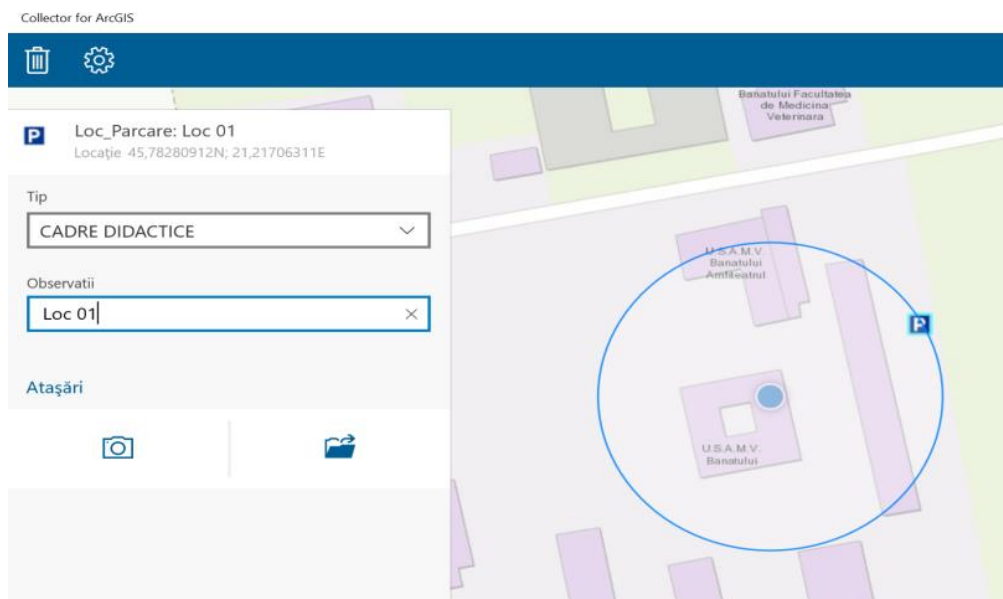 Collector for ArcGIS
P
Loc_Parcare: Loc 01
Locație 45,78280912N; 21,21706311E
Tip
CADRE DIDACTICE
Observatii
Loc 01
Atașări
Banatului Facultatea
de Medicina
Veterinara
U.S.A.M.V.
Banatului
Amfiteatrul
P
U.S.A.M.V.
Banatului